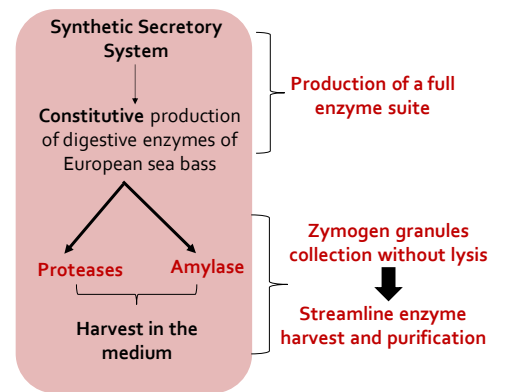 Synthetic Secretory
System
Constitutive production
of digestive enzymes of
European sea bass
Proteases
Amylase
Harvest in the
medium
Production of a full
enzyme suite
Zymogen granules
collection without lysis
Streamline enzyme
harvest and purification